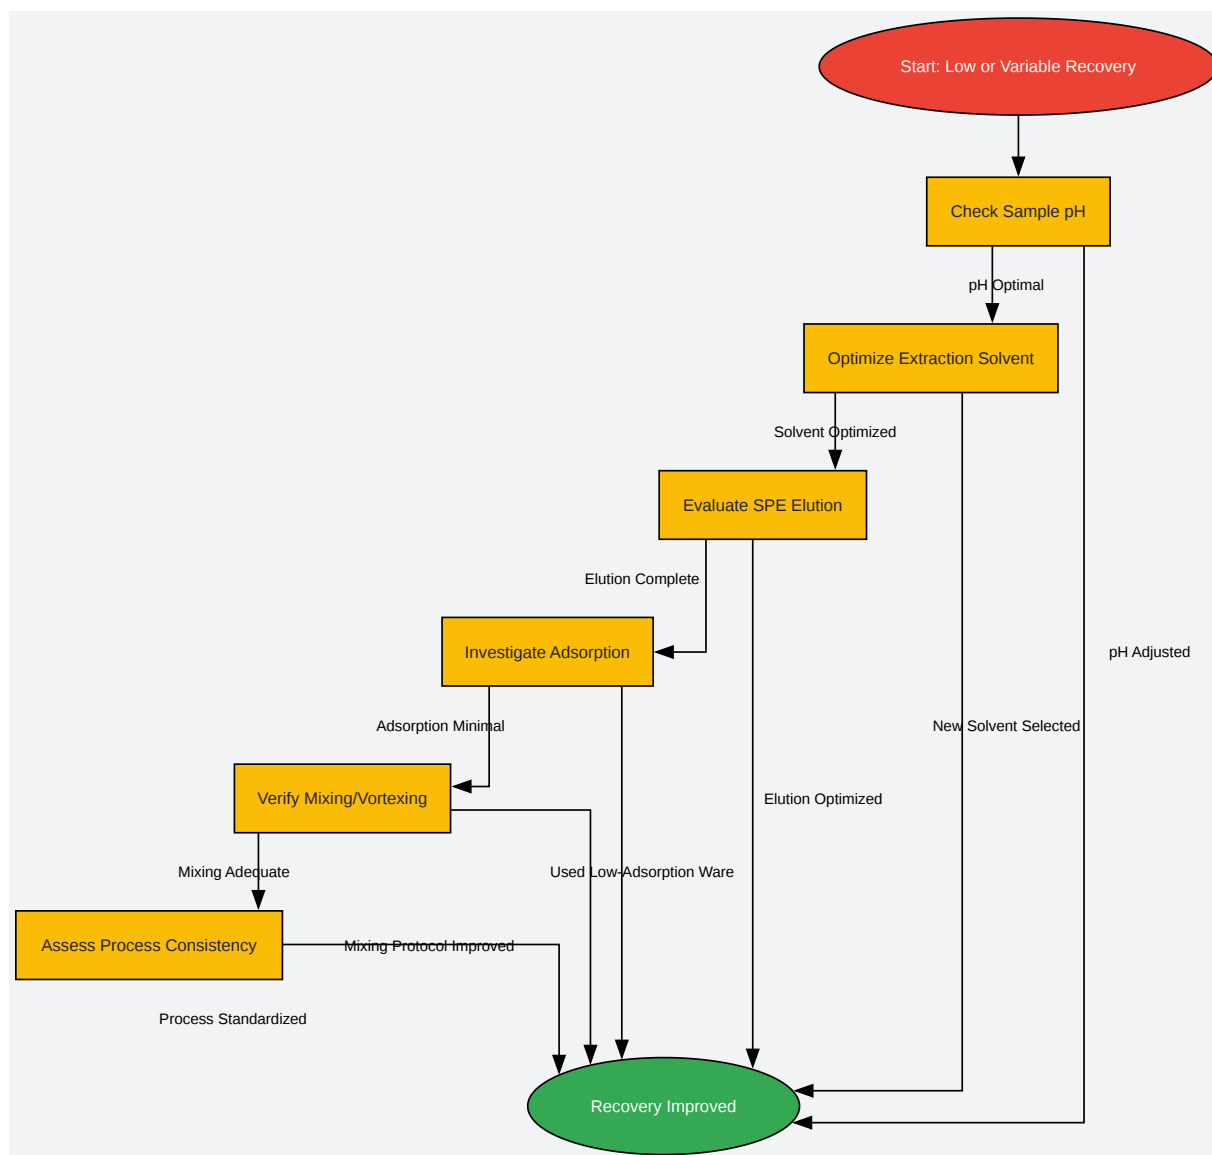 Start: Low or Variable Recovery
Check Sample pH
pH Optimal
Optimize Extraction Solvent
Solvent Optimized
Evaluate SPE Elution
Elution Complete
Investigate Adsorption
pH Adjusted
Adsorption Minimal
New Solvent Selected
Verify Mixing/Vortexing
Elution Optimized
Mixing Adequate
Used Low-Adsorption Ware
Assess Process Consistency
Mixing Protocol Improved
Process Standardized
Recovery Improved